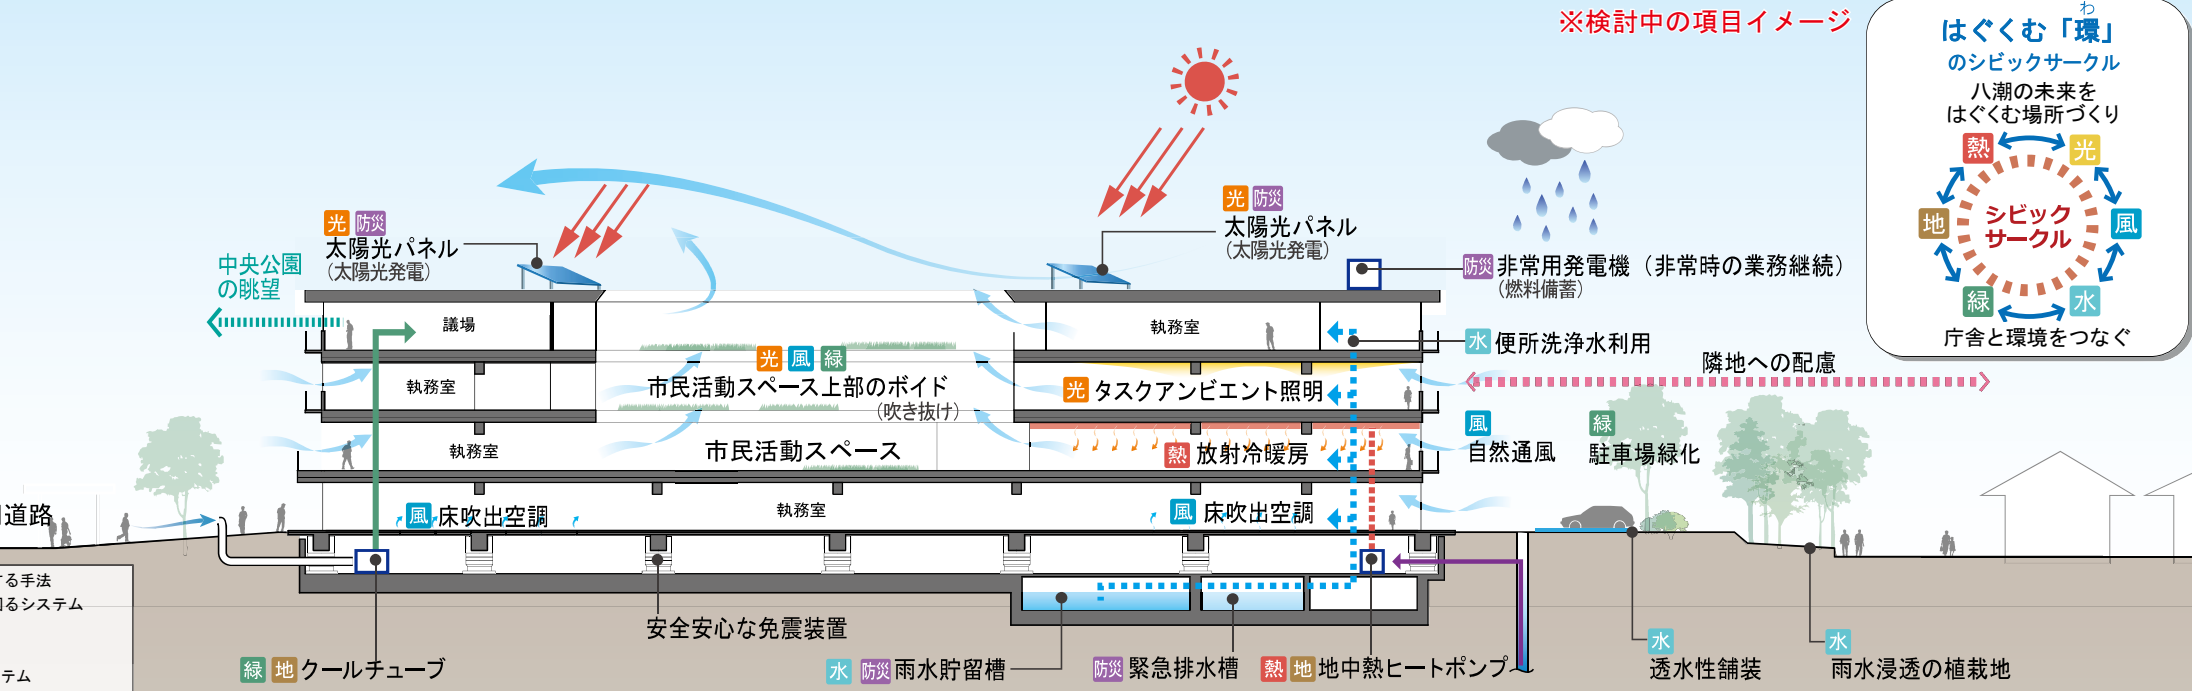 ※検討中の項目イメージ
わ
はぐくむ「環」
のシビックサークル
八潮の未来を
はぐくむ場所づくり
熱
光
地
風
緑
水
シビック
サークル
庁舎と環境をつなぐ
光 防災
太陽光パネル
（太陽光発電）
光 防災
太陽光パネル
（太陽光発電）
中央公園
の眺望
防災 非常用発電機（非常時の業務継続）
（燃料備蓄）
議場
執務室
水 便所洗浄水利用
隣地への配慮
光 風 緑
市民活動スペース上部のボイド
（吹き抜け）
執務室
光 タスクアンビエント照明
風
自然通風
緑
駐車場緑化
執務室
市民活動スペース
熱 放射冷暖房
道路
風 床吹出空調
執務室
風 床吹出空調
する手法
るシステム
テム
安全安心な免震装置
緑 地 クールチューブ
水 防災 雨水貯留槽
防災 緊急排水槽
熱 地 地中熱ヒートポンプ
水
透水性舗装
水
雨水浸透の植栽地